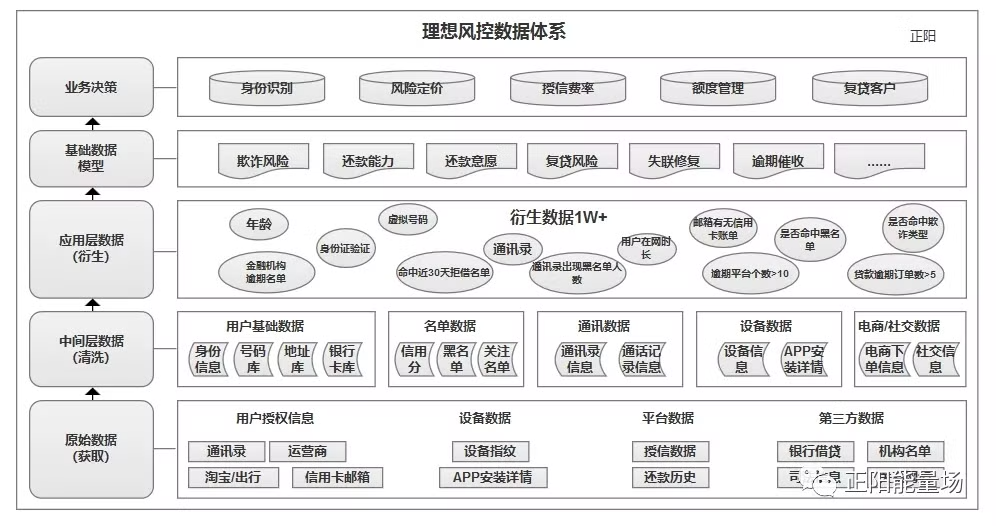 理想风控数据体系
正阳
业务决策
身份识别
风险定价
授信费率
额度管理
复贷客户
基础数据
模型
欺诈风险
还款能力
还款意愿
复贷风险
失联修复
逾期催收
......
应用层数据
(衍生)
衍生数据1W+
年龄
虚拟号码
身份证验证
金融机构
逾期名单
命中近30天拒偿名单
通讯录
通讯录出现黑名单人
数
用户在网时
长
邮箱有无信用
卡账单
是否命中黑名
单
是否命中欺
诈类型
逾期平台个数>10
贷款逾期订单数>5
中间层数据
(清洗)
用户基础数据
身份
信息
号码
库
地址
库
银行
卡库
名单数据
信用
分
黑名
单
关注
名单
通讯数据
通讯录
信息
通话记
录信息
设备数据
设备信
息
APP安
装详情
电商/社交数据
电商下
单信息
社交信
息
原始数据
(获取)
用户授权信息
通讯录
运营商
淘宝/出行
信用卡邮箱
设备数据
设备指纹
APP安装详情
平台数据
授信数据
还款历史
第三方数据
银行借贷
机构名单
正阳能量场